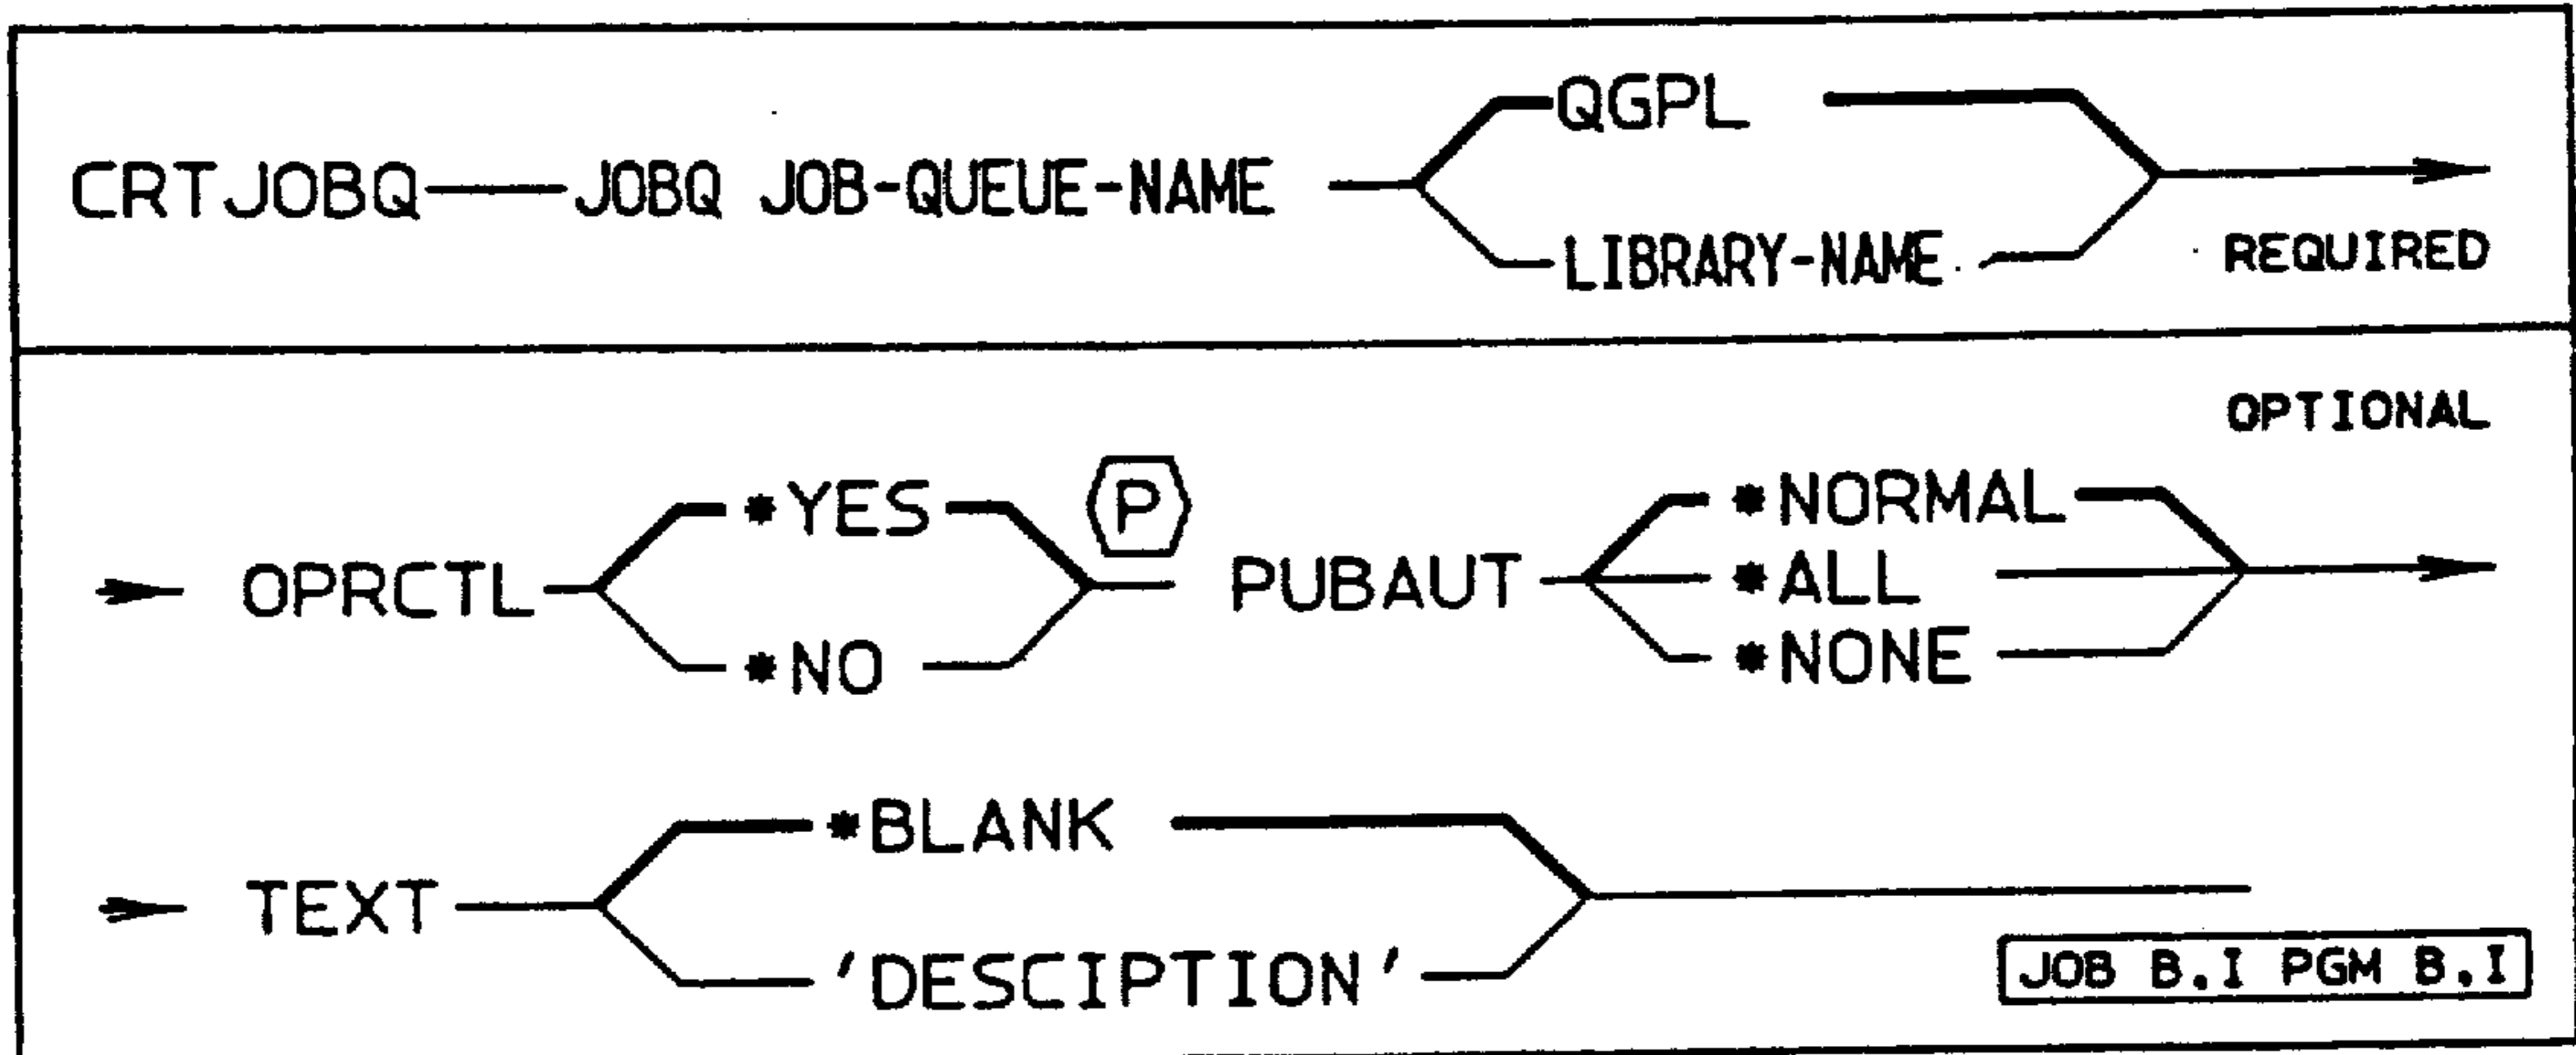 QGPL
CRTJOBQ JOBQ JOB-QUEUE-NAME
LIBRARY-NAME
REQUIRED
OPTIONAL
*YES P *NORMAL
OPRCTL PUBAUT *ALL
*NO *NONE
*BLANK
TEXT
'DESCIPTION'
JOB B.I PGM B.I